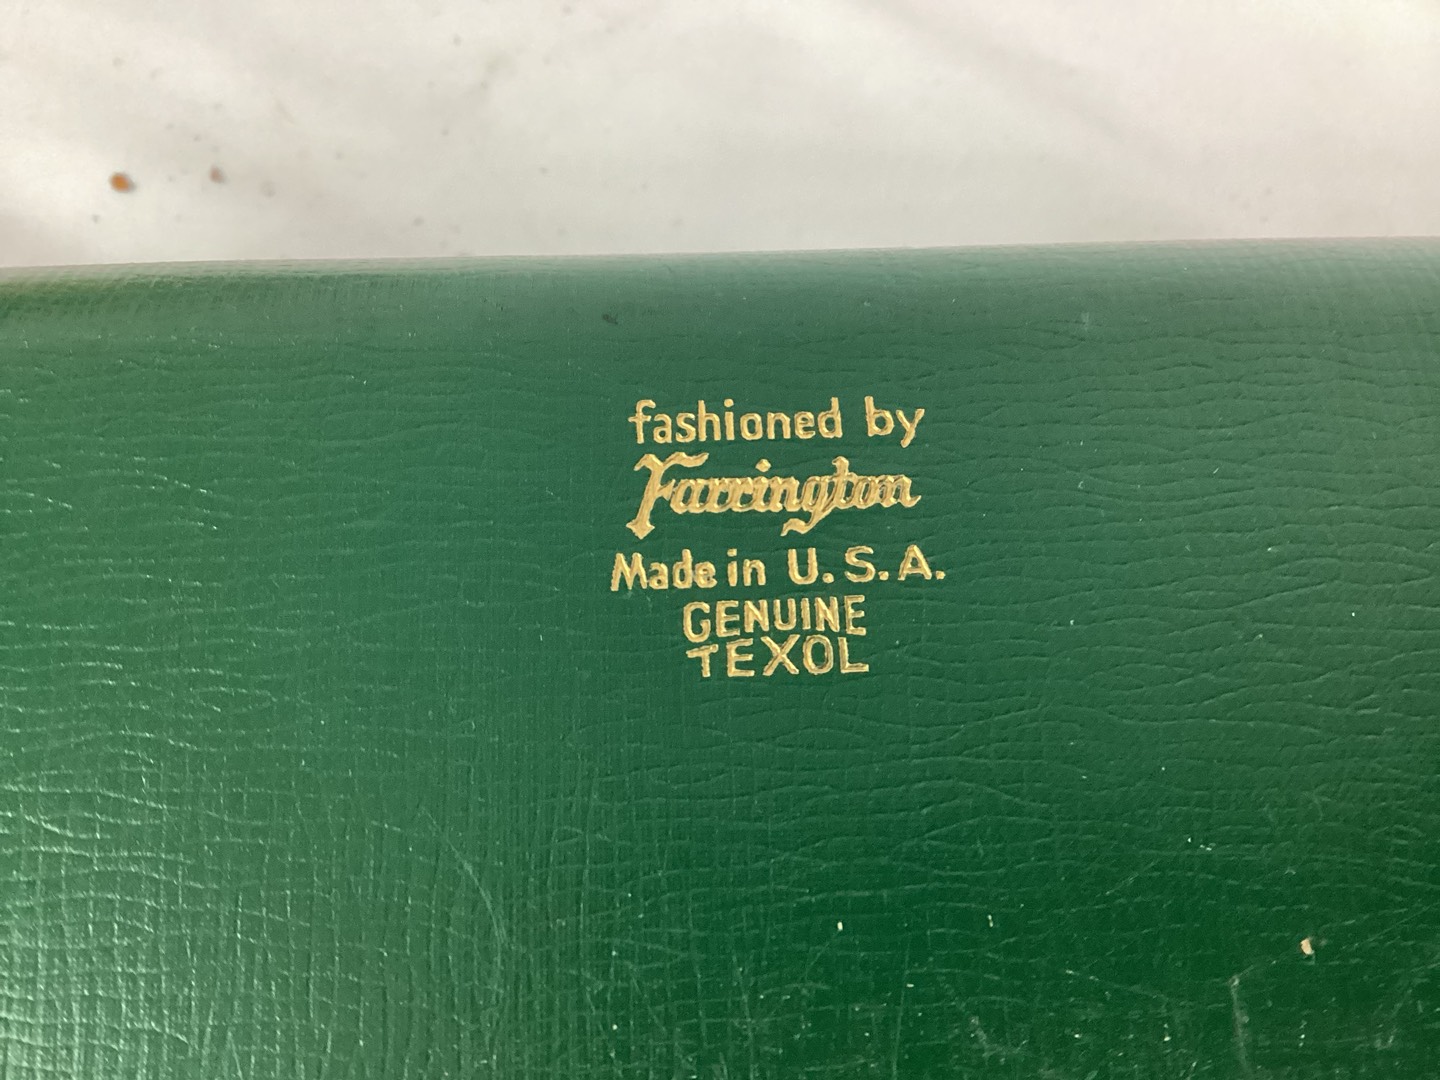 fashioned by
Farrington
Made in U.S.A.
GENUINE
TEXOL